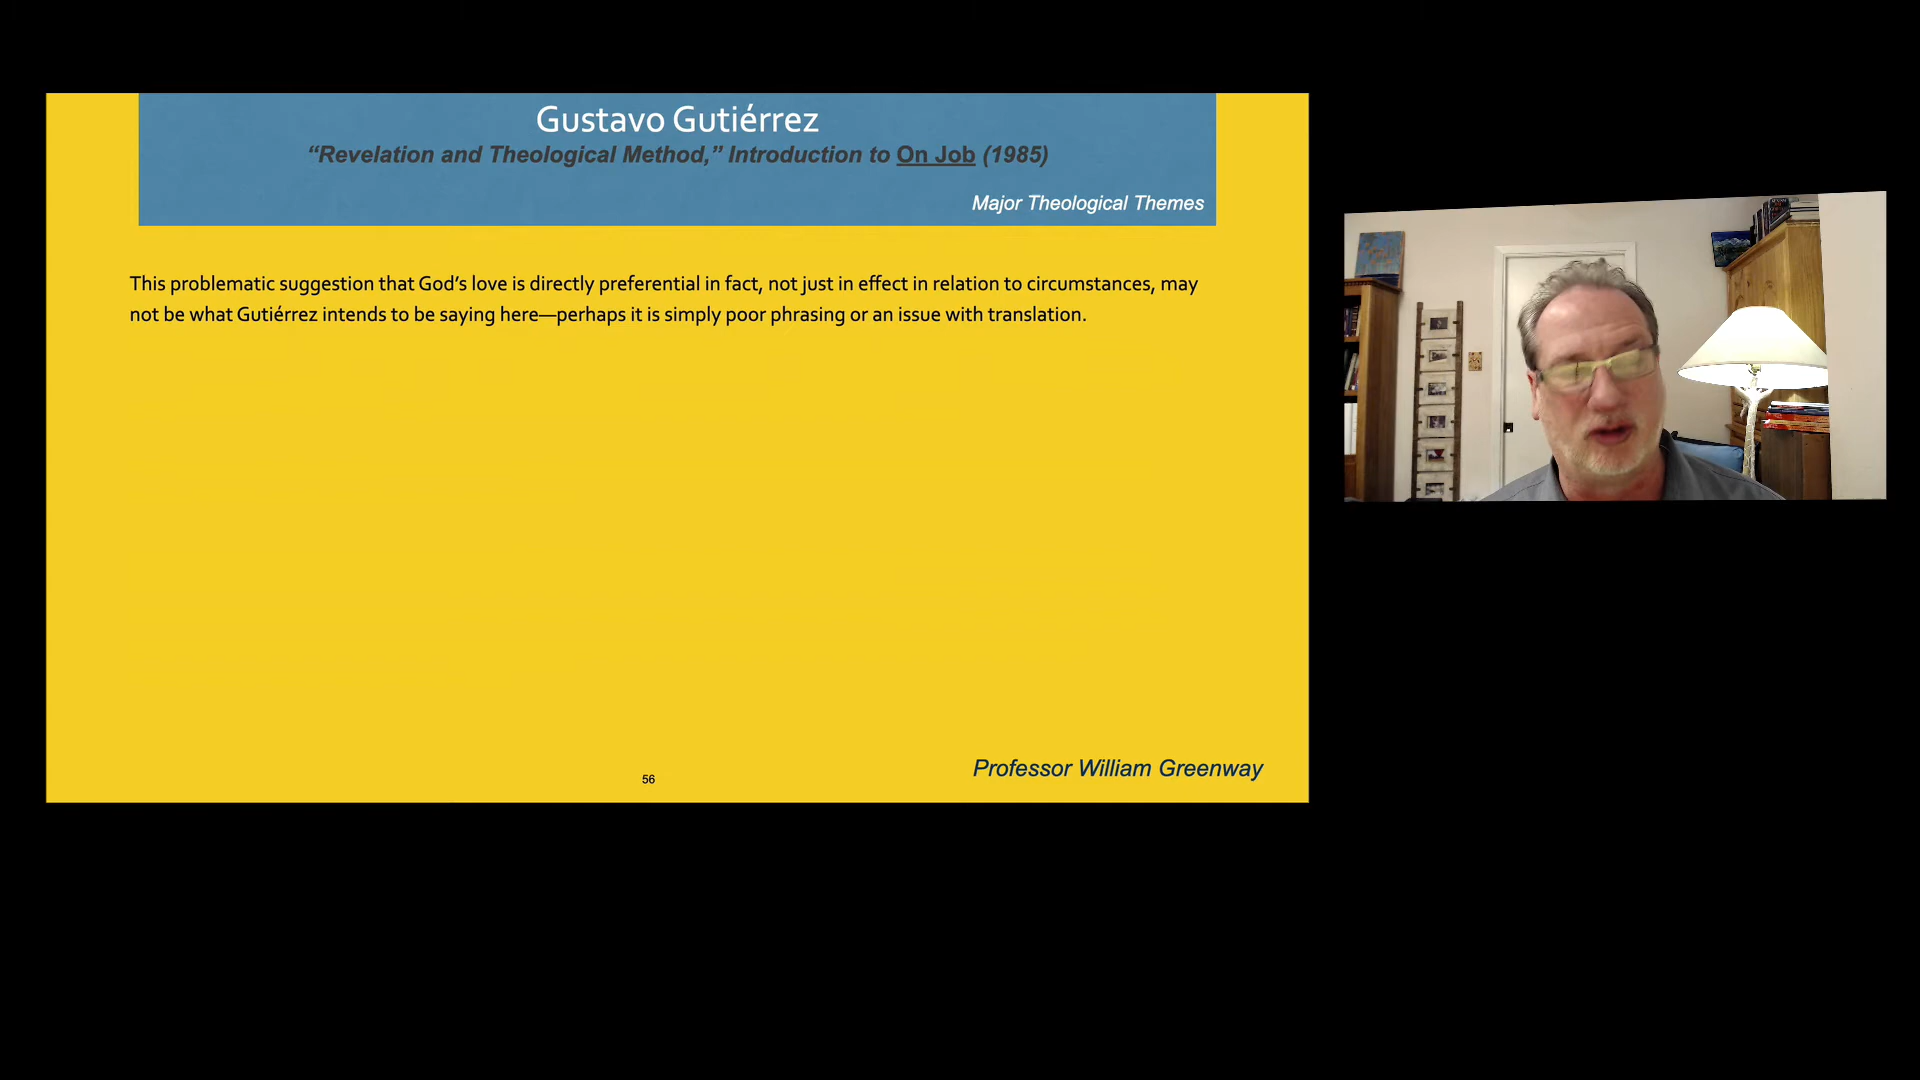 Gustavo Gutiérrez
“Revelation and Theological Method,” Introduction to On Job (1985)
Major Theological Themes
This problematic suggestion that God’s love is directly preferential in fact, not just in effect in relation to circumstances, may
not be what Gutiérrez intends to be saying here—perhaps it is simply poor phrasing or an issue with translation.
56
Professor William Greenway